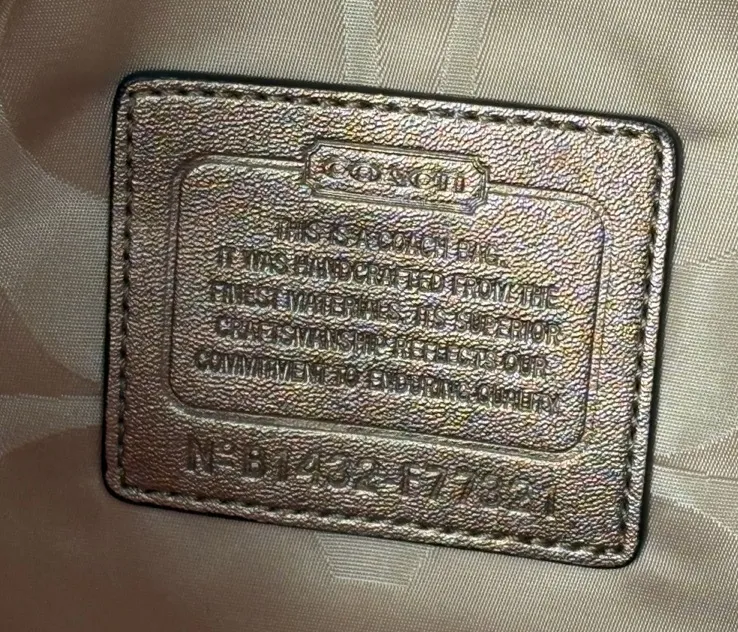 COACH
THIS IS A COACH BAG.
IT WAS HANDCRAFTED FROM THE
FINEST MATERIALS. ITS SUPERIOR
CRAFTSMANSHIP REFLECTS OUR
COMMITMENT TO ENDURING QUALITY.
Nº B1432-F77321